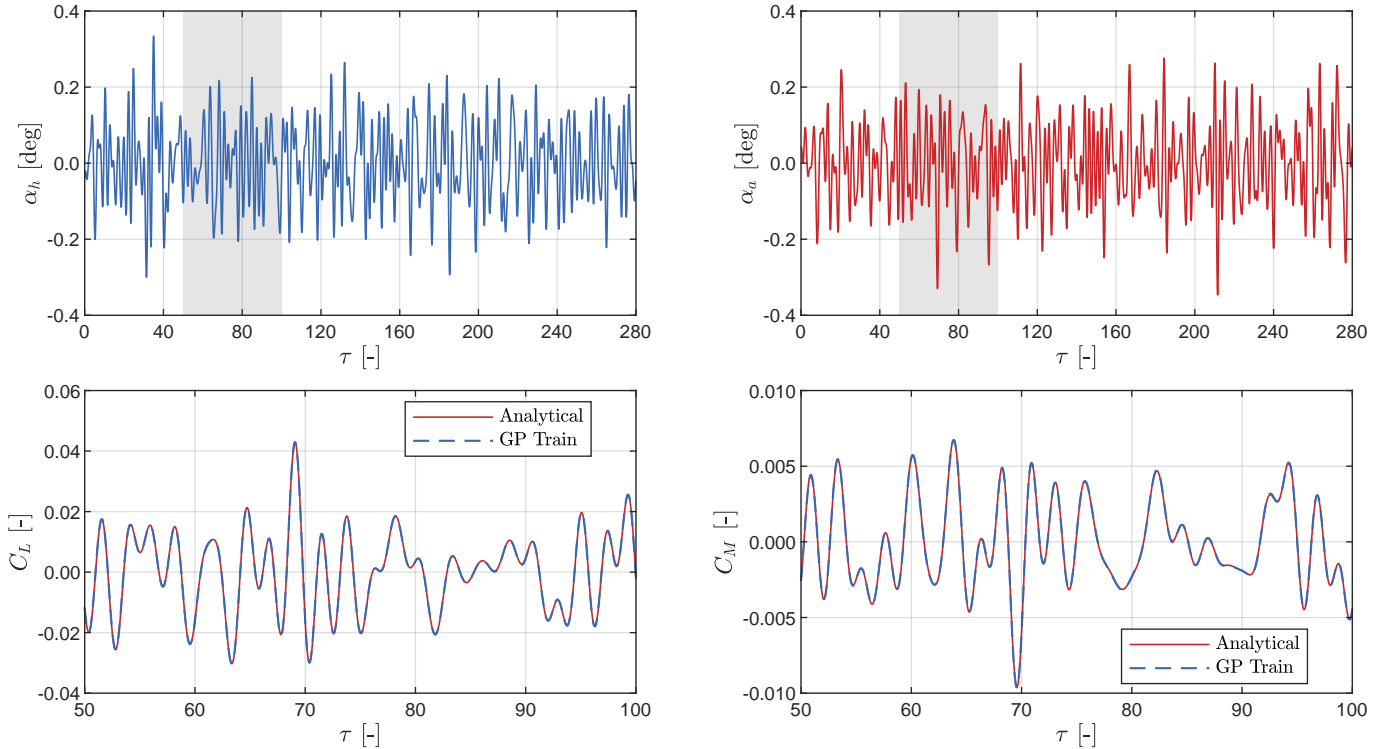 0.4
0.2
0.0
-0.2
-0.4
α_h [deg]
0 40 80 120 160 200 240 280
τ [-]
0.4
0.2
0.0
-0.2
-0.4
α_a [deg]
0 40 80 120 160 200 240 280
τ [-]
0.06
0.04
0.02
0.00
-0.02
-0.04
C_L [-]
Analytical
GP Train
50 60 70 80 90 100
τ [-]
0.010
0.005
0.000
-0.005
-0.010
C_M [-]
Analytical
GP Train
50 60 70 80 90 100
τ [-]